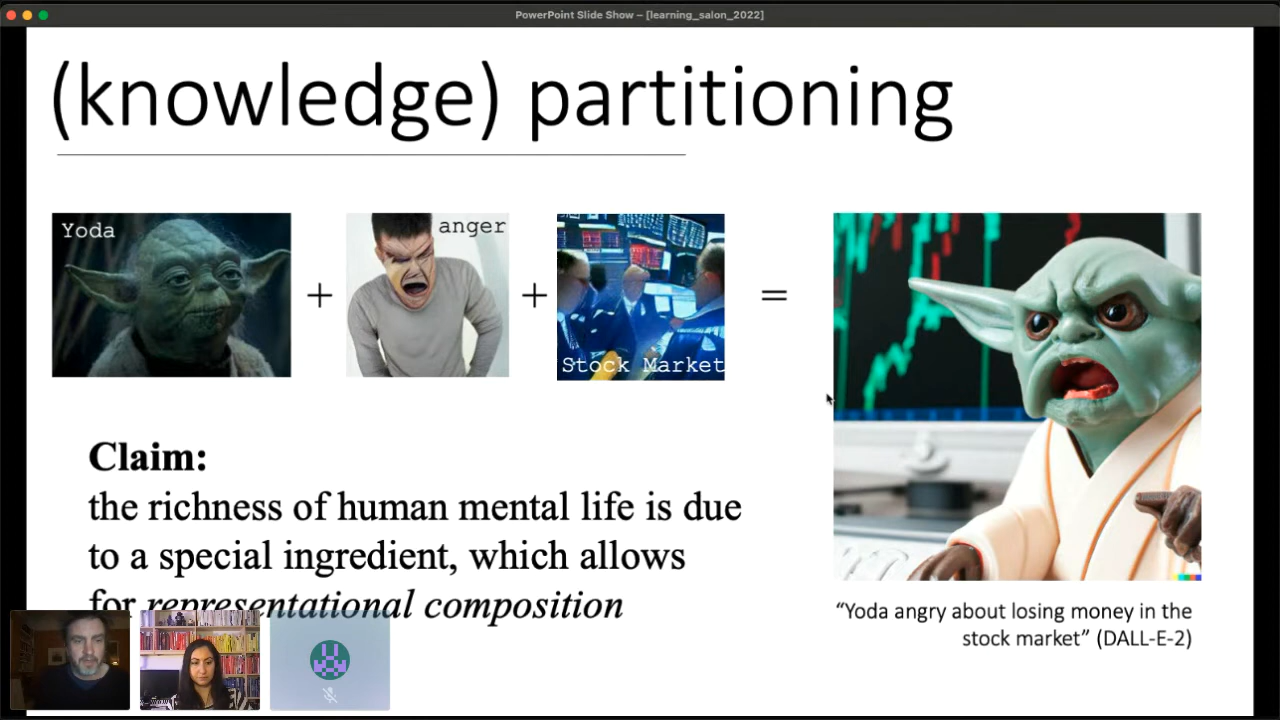 PowerPoint Slide Show – [learning_salon_2022]
(knowledge) partitioning
Yoda
+
anger
+
Stock Market
=
Claim:
the richness of human mental life is due
to a special ingredient, which allows
for representational composition
“Yoda angry about losing money in the
stock market” (DALL-E-2)